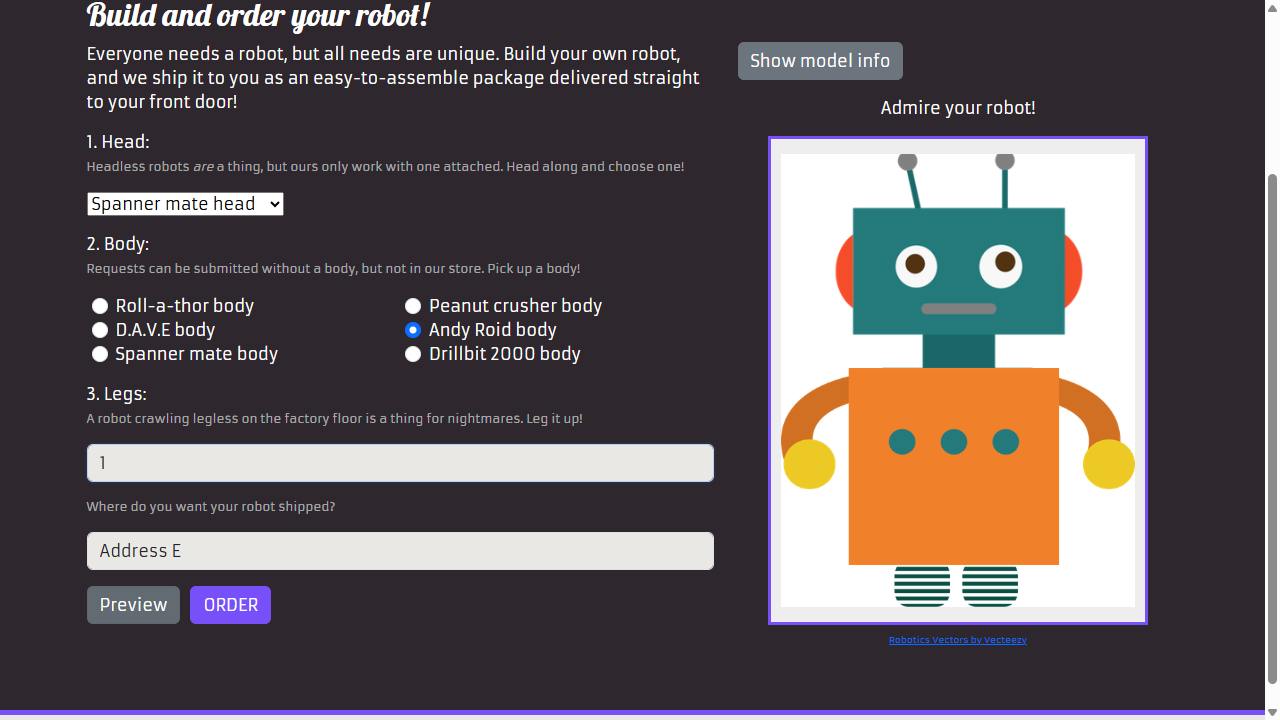 Build and order your robot!
Everyone needs a robot, but all needs are unique. Build your own robot,
and we ship it to you as an easy-to-assemble package delivered straight
to your front door!
1. Head:
Headless robots are a thing, but ours only work with one attached. Head along and choose one!
Spanner mate head
2. Body:
Requests can be submitted without a body, but not in our store. Pick up a body!
Roll-a-thor body
Peanut crusher body
D.A.V.E body
Andy Roid body
Spanner mate body
Drillbit 2000 body
3. Legs:
A robot crawling legless on the factory floor is a thing for nightmares. Leg it up!
1
Where do you want your robot shipped?
Address E
Preview
ORDER
Show model info
Admire your robot!
Robotics Vectors by Vecteezy